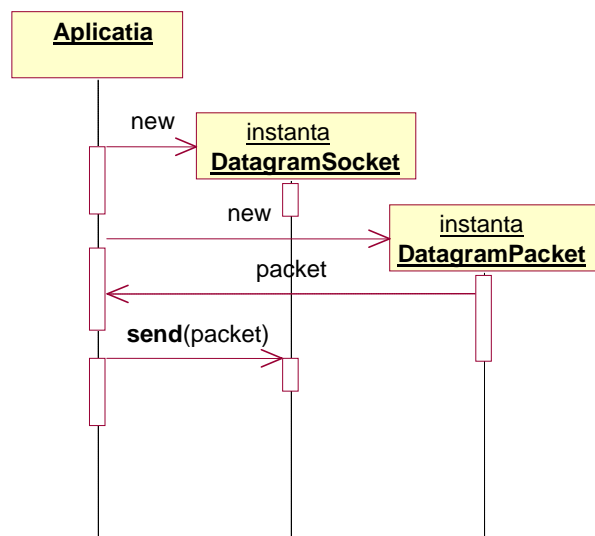 Aplicatia
new
instanta
DatagramSocket
new
instanta
DatagramPacket
packet
send(packet)